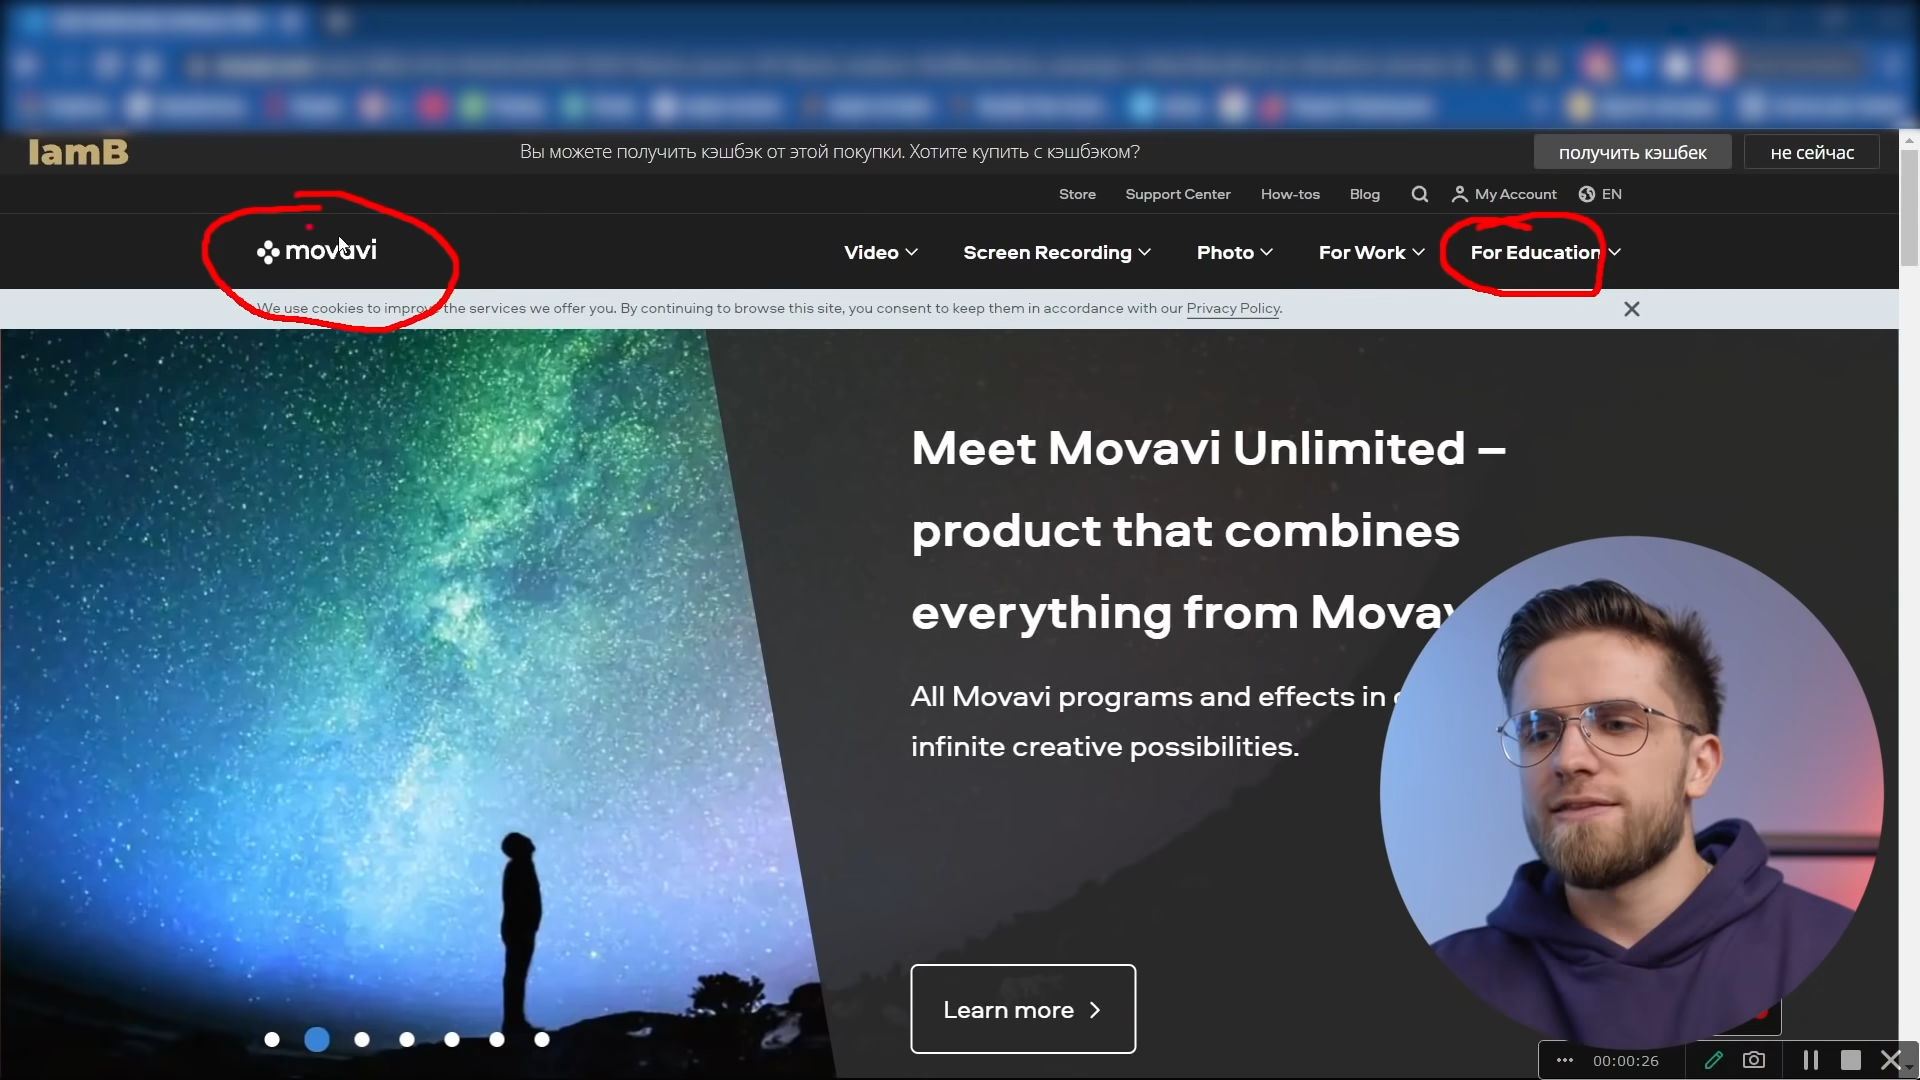 IamB
Вы можете получить кэшбэк от этой покупки. Хотите купить с кэшбэком?
получить кэшбек
не сейчас
Store Support Center How-tos Blog My Account EN
movavi
Video Screen Recording Photo For Work For Education
We use cookies to improve the services we offer you. By continuing to browse this site, you consent to keep them in accordance with our Privacy Policy.
Meet Movavi Unlimited –
product that combines
everything from Movav
All Movavi programs and effects in
infinite creative possibilities.
Learn more
00:00:26